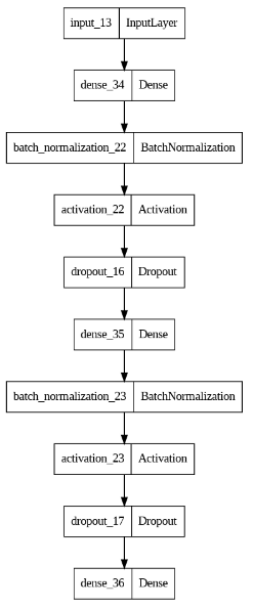 input_13 InputLayer
dense_34 Dense
batch_normalization_22 BatchNormalization
activation_22 Activation
dropout_16 Dropout
dense_35 Dense
batch_normalization_23 BatchNormalization
activation_23 Activation
dropout_17 Dropout
dense_36 Dense